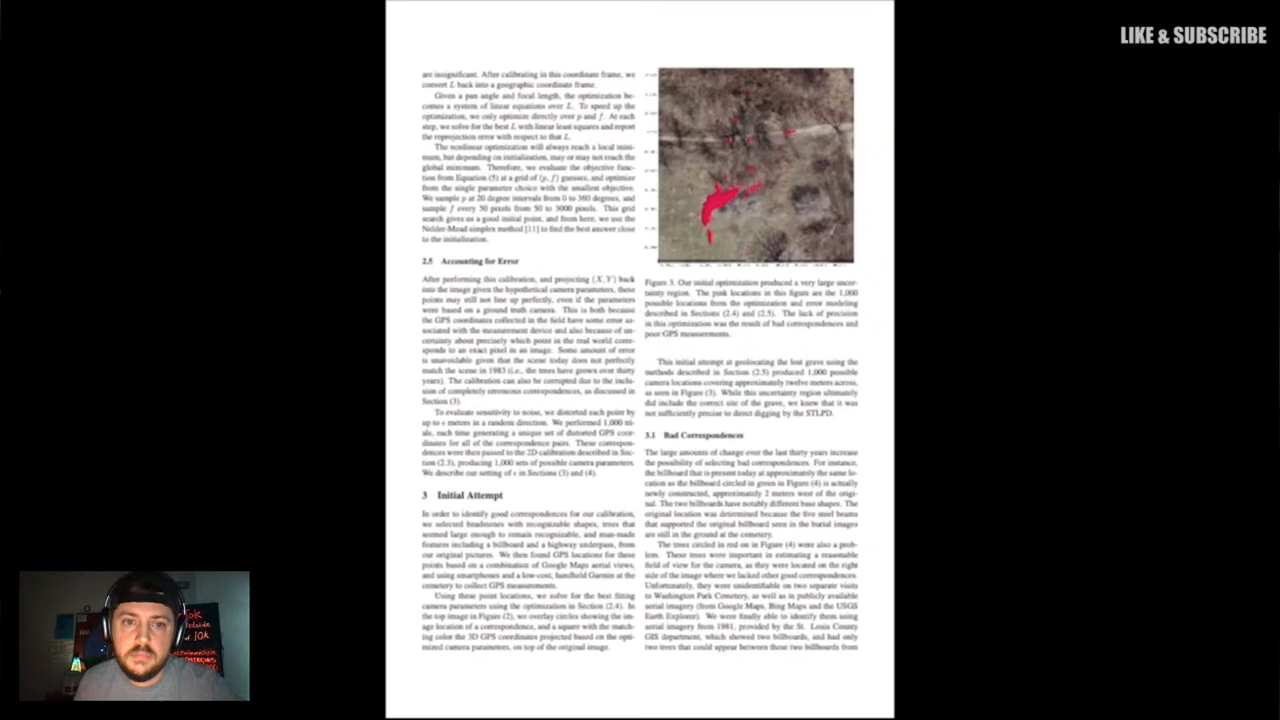 LIKE & SUBSCRIBE
are insignificant. After calibrating in this coordinate frame, we
convert L back into a geographic coordinate frame.
Given a pan angle and focal length, the optimization be-
comes a system of linear equations over L. To speed up the
optimization, we only optimize directly over p and f. At each
step, we solve for the best L with linear least squares and report
the reprojection error with respect to that L.
The nonlinear optimization will always reach a local mini-
mum, but depending on initialization, may or may not reach the
global minimum. Therefore, we evaluate the objective func-
tion from Equation (5) at a grid of (p, f) guesses, and optimize
from the single parameter choice with the smallest objective.
We sample p at 20 degree intervals from 0 to 360 degrees, and
sample f every 50 pixels from 50 to 3000 pixels. This grid
search gives us a good initial point, and from here, we use the
Nelder-Mead simplex method [11] to find the best answer close
to the initialization.
2.5 Accounting for Error
After performing this calibration, and projecting (X, Y) back
into the image given the hypothetical camera parameters, these
points may still not line up perfectly, even if the parameters
were based on a ground truth camera. This is both because
the GPS coordinates collected in the field have some error as-
sociated with the measurement device and also because of un-
certainty about precisely which point in the real world corre-
sponds to an exact pixel in an image. Some amount of error
is unavoidable given that the scene today does not perfectly
match the scene in 1983 (i.e., the trees have grown over thirty
years). The calibration can also be corrupted due to the inclu-
sion of completely erroneous correspondences, as discussed in
Section (3).
To evaluate sensitivity to noise, we distorted each point by
up to ε meters in a random direction. We performed 1,000 tri-
als, each time generating a unique set of distorted GPS coor-
dinates for all of the correspondence pairs. These correspon-
dences were then passed to the 2D calibration described in Sec-
tion (2.3), producing 1,000 sets of possible camera parameters.
We describe our setting of ε in Sections (3) and (4).
3 Initial Attempt
In order to identify good correspondences for our calibration,
we selected headstones with recognizable shapes, trees that
seemed large enough to remain recognizable, and man-made
features including a billboard and a highway underpass, from
our original pictures. We then found GPS locations for these
points based on a combination of Google Maps aerial views,
and using smartphones and a low-cost, handheld Garmin at the
cemetery to collect GPS measurements.
Using these point locations, we solve for the best fitting
camera parameters using the optimization in Section (2.4). In
the top image in Figure (2), we overlay circles showing the im-
age location of a correspondence, and a square with the match-
ing color the 3D GPS coordinates projected based on the opti-
mized camera parameters, on top of the original image.
Figure 3. Our initial optimization produced a very large uncer-
tainty region. The pink locations in this figure are the 1,000
possible locations from the optimization and error modeling
described in Sections (2.4) and (2.5). The lack of precision
in this optimization was the result of bad correspondences and
poor GPS measurements.
This initial attempt at geolocating the lost grave using the
methods described in Section (2.5) produced 1,000 possible
camera locations covering approximately twelve meters across,
as seen in Figure (3). While this uncertainty region ultimately
did include the correct site of the grave, we knew that it was
not sufficiently precise to direct digging by the STLPD.
3.1 Bad Correspondences
The large amounts of change over the last thirty years increase
the possibility of selecting bad correspondences. For instance,
the billboard that is present today at approximately the same lo-
cation as the billboard circled in green in Figure (4) is actually
newly constructed, approximately 2 meters west of the origi-
nal. The two billboards have notably different base shapes. The
original location was determined because the five steel beams
that supported the original billboard seen in the burial images
are still in the ground at the cemetery.
The trees circled in red on in Figure (4) were also a prob-
lem. These trees were important in estimating a reasonable
field of view for the camera, as they were located on the right
side of the image where we lacked other good correspondences.
Unfortunately, they were unidentifiable on two separate visits
to Washington Park Cemetery, as well as in publicly available
aerial imagery (from Google Maps, Bing Maps and the USGS
Earth Explorer). We were finally able to identify them using
aerial imagery from 1981, provided by the St. Louis County
GIS department, which showed two billboards, and had only
two trees that could appear between these two billboards from